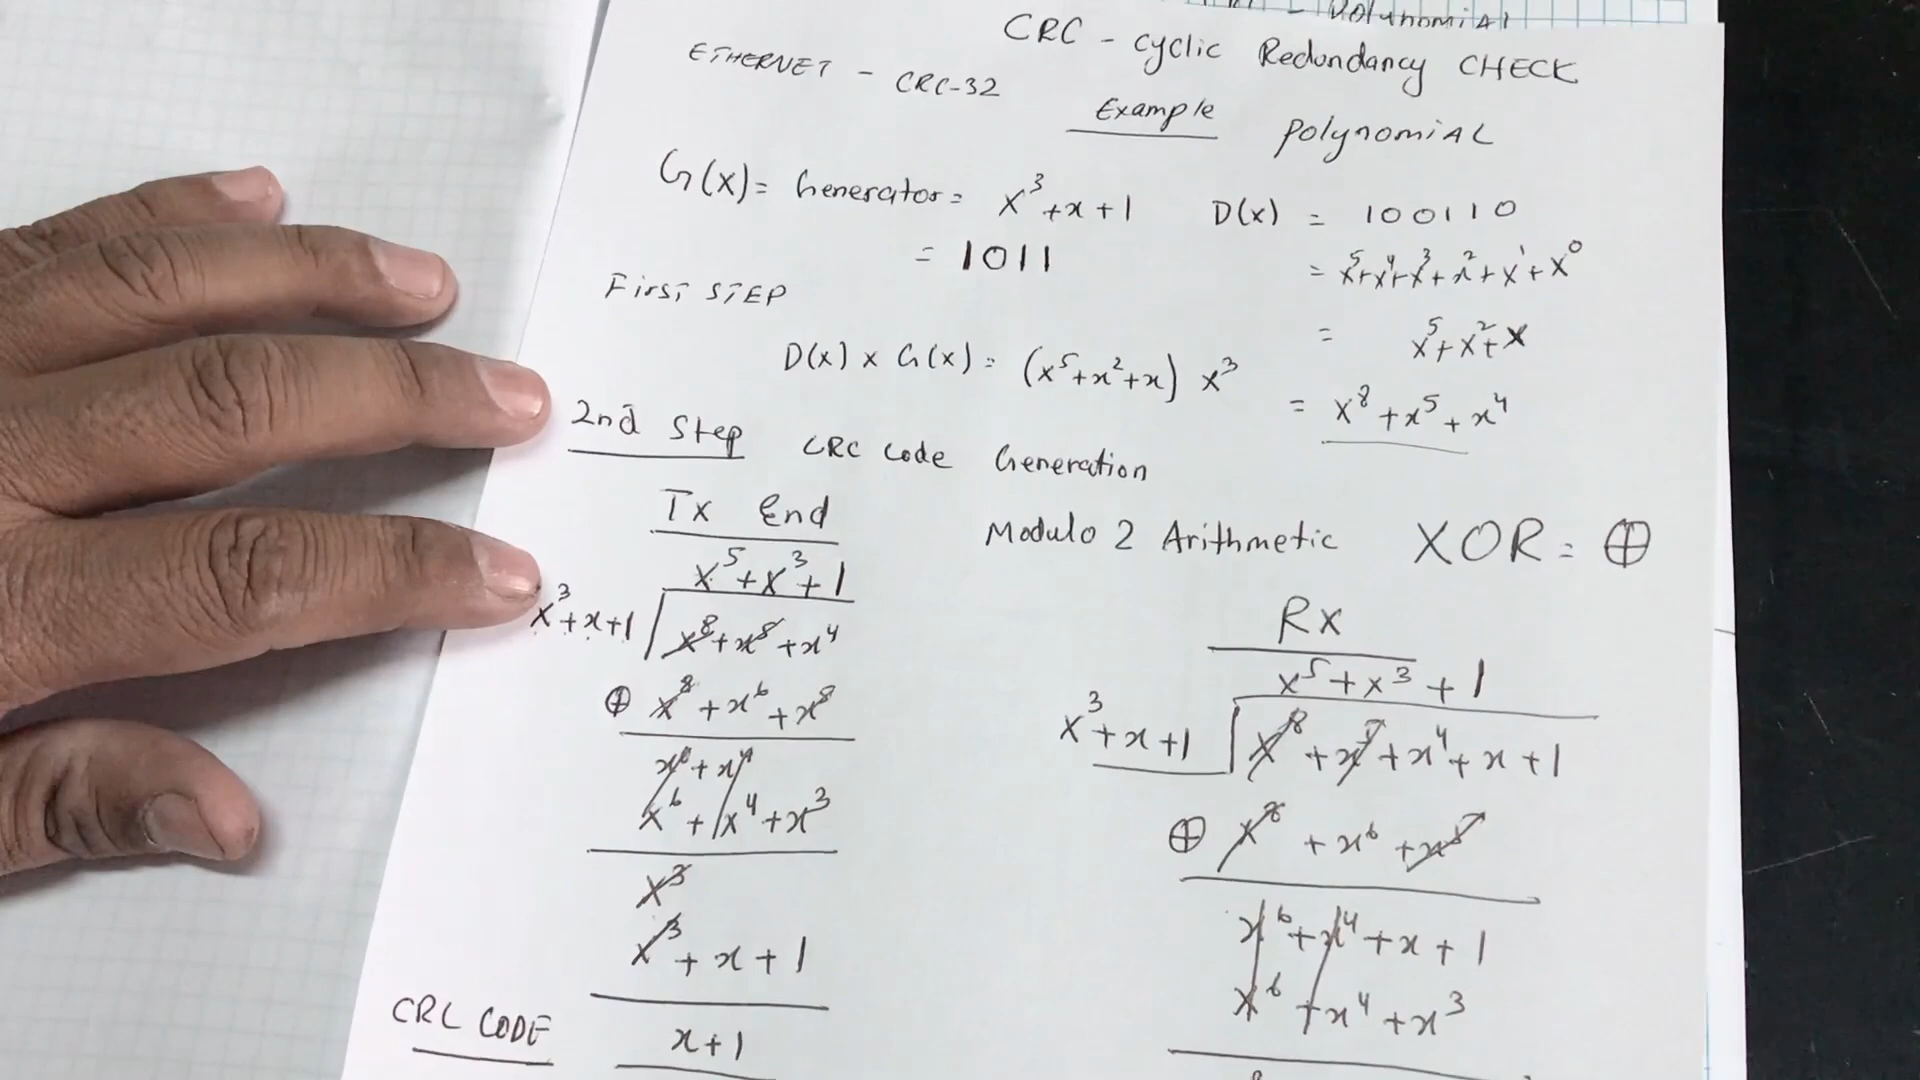 Polynomial
CRC - cyclic Redundancy CHECK
ETHERNET - CRC-32
Example polynomiAL
G(x) = Generator = x³ + x + 1
= 1011
D(x) = 100110
= x⁵+x⁴+x³+x²+x¹+x⁰
= x⁵+x²+x
First STEP
D(x) x G(x) = (x⁵+x²+x) x³
= x⁸+x⁵+x⁴
2nd Step CRC Code Generation
Tx End
Modulo 2 Arithmetic XOR = ⊕
x⁵+x³+1
x³+x+1 x⁸+x⁵+x⁴
⊕ x⁸+x⁶+x⁵
x⁶+x⁴
x⁶+x⁴+x³
x³
x³+x+1
x+1
CRC CODE
Rx
x⁵+x³+1
x³+x+1 x⁸+x⁵+x⁴+x+1
⊕ x⁸+x⁶+x⁵
x⁶+x⁴+x+1
x⁶+x⁴+x³